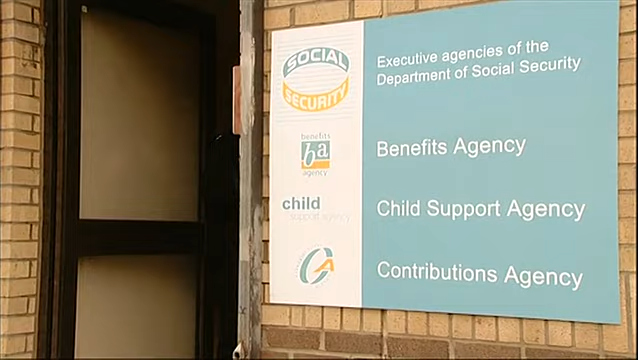 SOCIAL
SECURITY
Executive agencies of the
Department of Social Security
benefits
ba
agency
Benefits Agency
child
support agency
Child Support Agency
CA
Contributions Agency